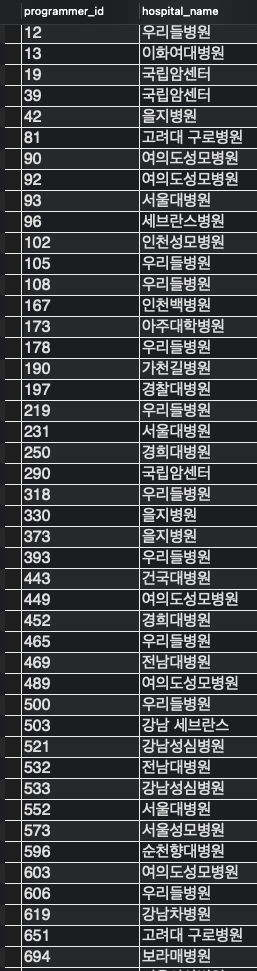 programmer_id hospital_name
12 우리들병원
13 이화여대병원
19 국립암센터
39 국립암센터
42 을지병원
81 고려대 구로병원
90 여의도성모병원
92 여의도성모병원
93 서울대병원
96 세브란스병원
102 인천성모병원
105 우리들병원
108 우리들병원
167 인천백병원
173 아주대학병원
178 우리들병원
190 가천길병원
197 경찰대병원
219 우리들병원
231 서울대병원
250 경희대병원
290 국립암센터
318 우리들병원
330 을지병원
373 을지병원
393 우리들병원
443 건국대병원
449 여의도성모병원
452 경희대병원
465 우리들병원
469 전남대병원
489 여의도성모병원
500 우리들병원
503 강남 세브란스
521 강남성심병원
532 전남대병원
533 강남성심병원
552 서울대병원
573 서울성모병원
596 순천향대병원
603 여의도성모병원
606 우리들병원
619 강남차병원
651 고려대 구로병원
694 보라매병원